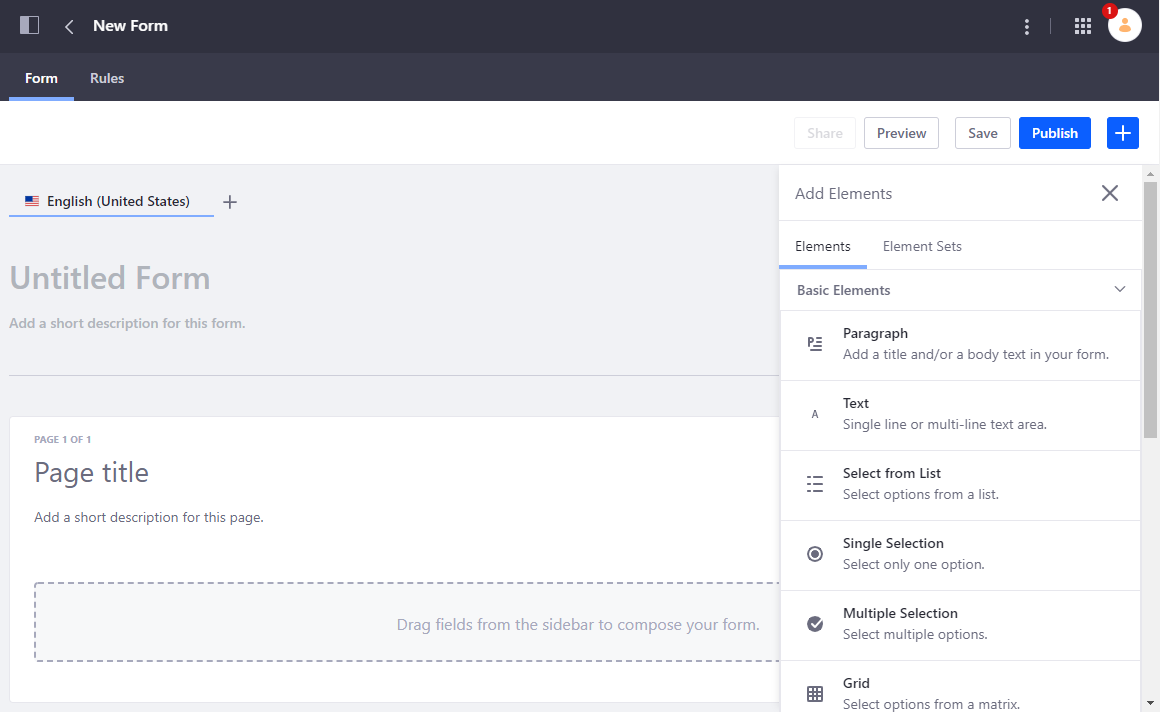 New Form
1
Form
Rules
Share
Preview
Save
Publish
English (United States)
Untitled Form
Add a short description for this form.
PAGE 1 OF 1
Page title
Add a short description for this page.
Drag fields from the sidebar to compose your form.
Add Elements
Elements
Element Sets
Basic Elements
Paragraph
Add a title and/or a body text in your form.
A
Text
Single line or multi-line text area.
Select from List
Select options from a list.
Single Selection
Select only one option.
Multiple Selection
Select multiple options.
Grid
Select options from a matrix.